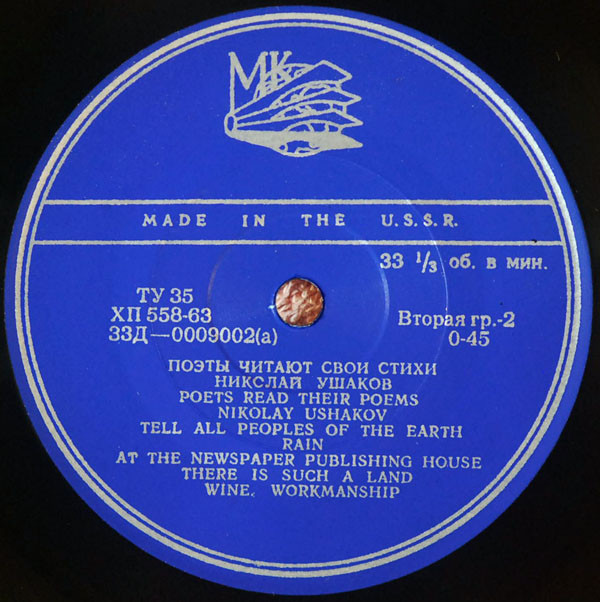 МК
MADE IN THE U.S.S.R.
33 ⅓ об. в мин.
ТУ 35
ХП 558-63
33Д—0009002(а)
Вторая гр.-2
0-45
ПОЭТЫ ЧИТАЮТ СВОИ СТИХИ
НИКОЛАЙ УШАКОВ
POETS READ THEIR POEMS
NIKOLAY USHAKOV
TELL ALL PEOPLES OF THE EARTH
RAIN
AT THE NEWSPAPER PUBLISHING HOUSE
THERE IS SUCH A LAND
WINE. WORKMANSHIP